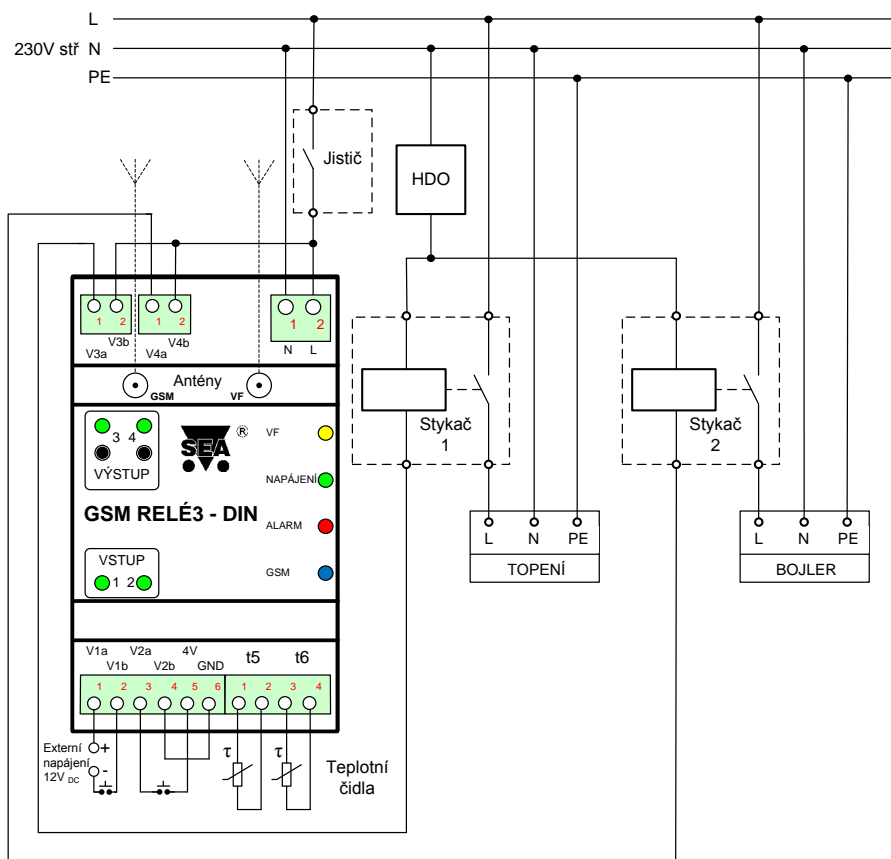 L
230V stř N
PE
Jistič
HDO
1 2 1 2 1 2
V3b V4b
V3a V4a
N L
Antény
GSM VF
Stykač
1
Stykač
2
3 4
VÝSTUP
SEA ®
VF
NAPÁJENÍ
GSM RELÉ3 - DIN
ALARM
VSTUP
1 2
GSM
L N PE
TOPENÍ
L N PE
BOJLER
V1a V2a 4V t5 t6
V1b V2b GND
1 2 3 4 5 6 1 2 3 4
Externí
napájení
12V DC
+
-
τ τ
Teplotní
čidla